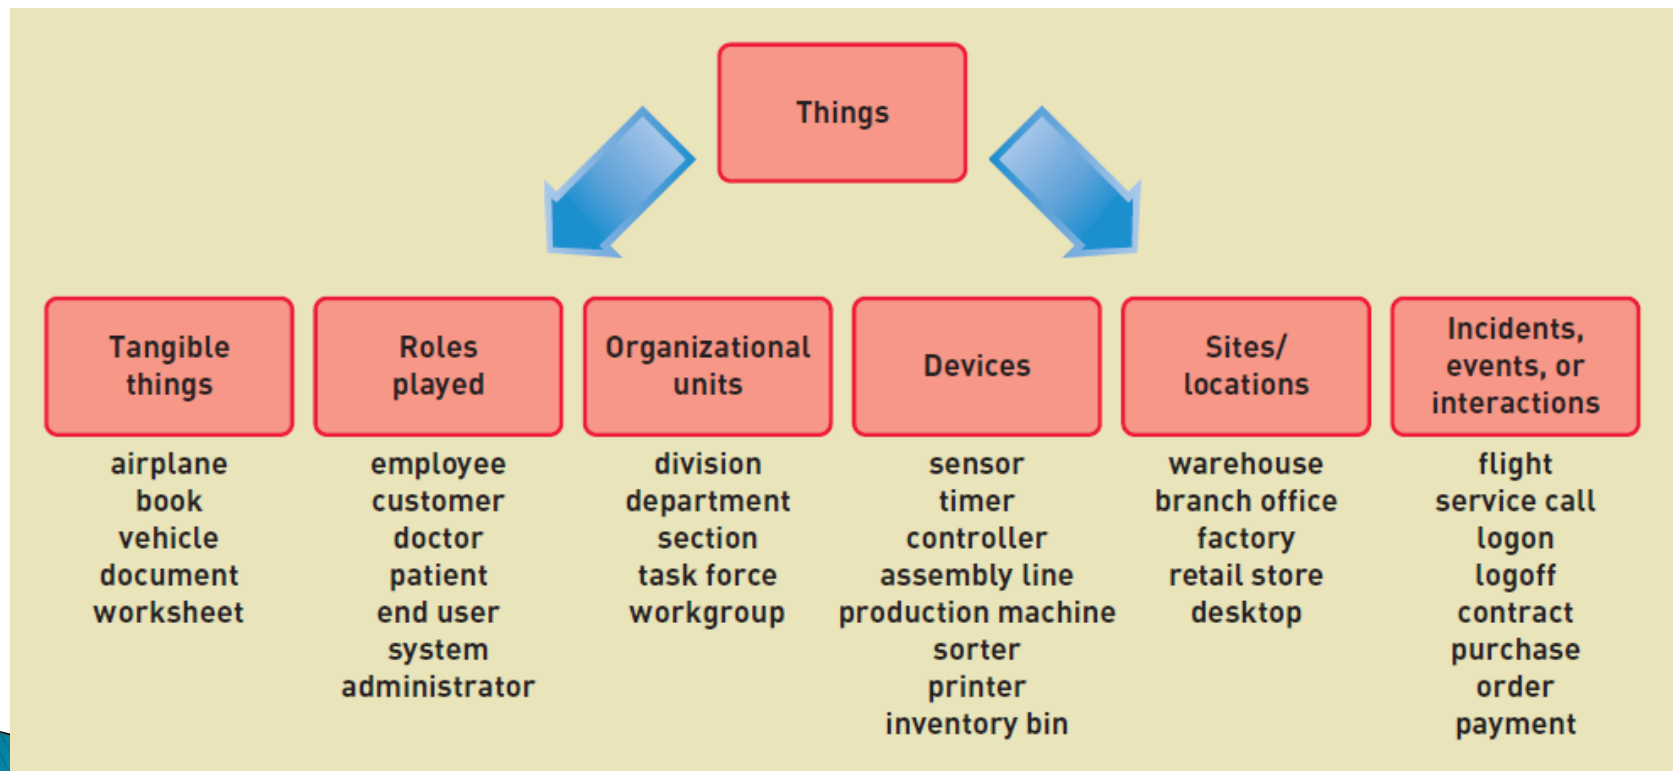 Things
Tangible
things
Roles
played
Organizational
units
Devices
Sites/
locations
Incidents,
events, or
interactions
airplane
book
vehicle
document
worksheet
employee
customer
doctor
patient
end user
system
administrator
division
department
section
task force
workgroup
sensor
timer
controller
assembly line
production machine
sorter
printer
inventory bin
warehouse
branch office
factory
retail store
desktop
flight
service call
logon
logoff
contract
purchase
order
payment